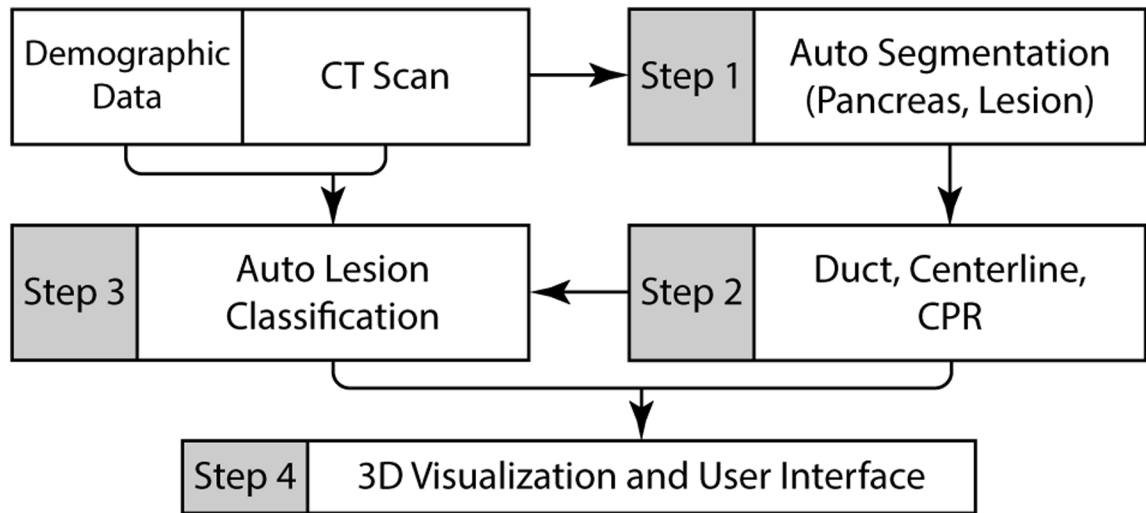 Demographic
Data
CT Scan
Step 1
Auto Segmentation
(Pancreas, Lesion)
Step 3
Auto Lesion
Classification
Step 2
Duct, Centerline,
CPR
Step 4
3D Visualization and User Interface